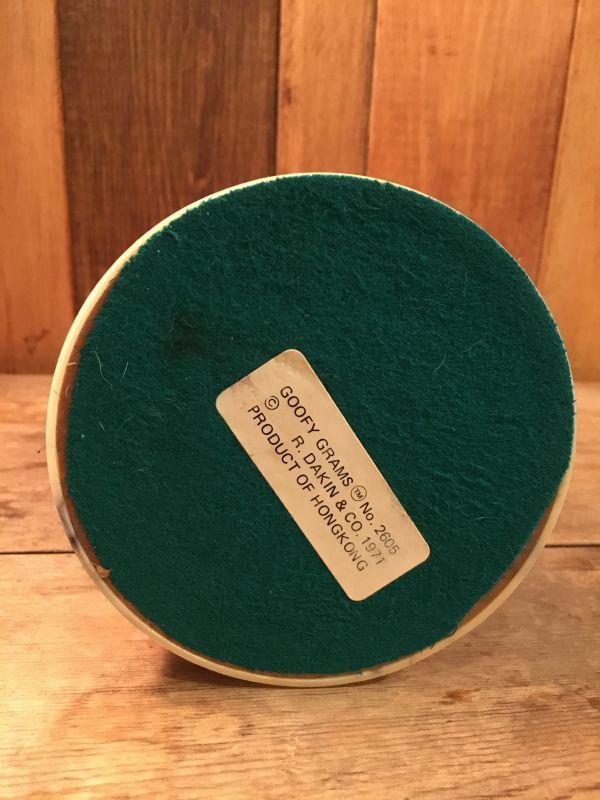 GOOFY GRAMS ™ No. 2605
© R. DAKIN & CO. 1971
PRODUCT OF HONGKONG